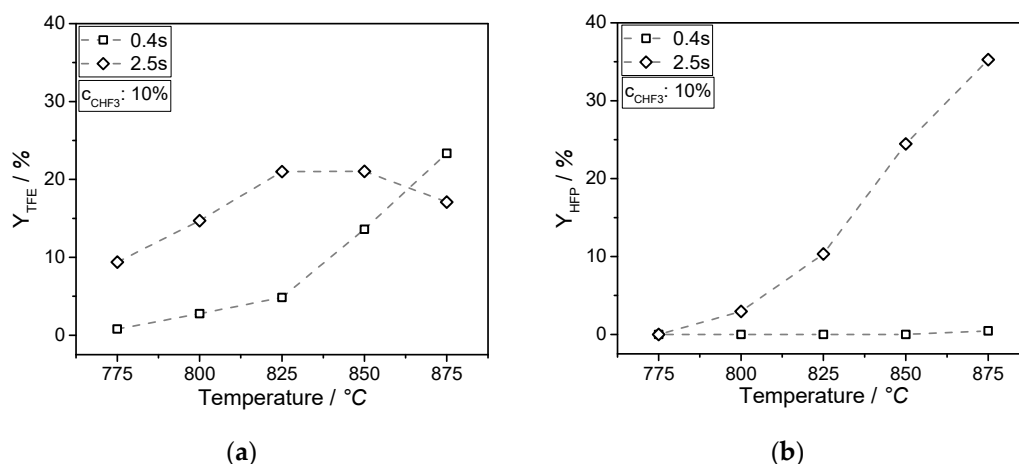 40
30
20
10
0
Y_TFE / %
0.4s
2.5s
c_CHF3: 10%
775 800 825 850 875
Temperature / °C
(a)
40
30
20
10
0
Y_HFP / %
0.4s
2.5s
c_CHF3: 10%
775 800 825 850 875
Temperature / °C
(b)